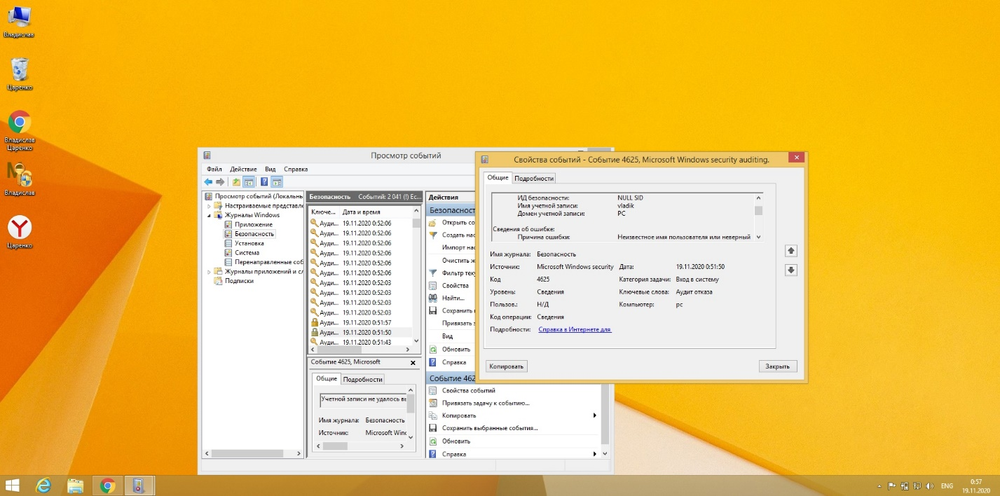 Владислав
Царенко
Владислав
Царенко
Владислав
Царенко
Просмотр событий
Файл Действие Вид Справка
Просмотр событий (Локальнь
Настраиваемые представле
Журналы Windows
Приложение
Безопасность
Установка
Система
Перенаправленные соб
Журналы приложений и сл
Подписки
Безопасность Событий: 2 041 (!) Ес...
Ключе... Дата и время
Ауди... 19.11.2020 0:52:06
Ауди... 19.11.2020 0:52:06
Ауди... 19.11.2020 0:52:06
Ауди... 19.11.2020 0:52:06
Ауди... 19.11.2020 0:52:06
Ауди... 19.11.2020 0:52:06
Ауди... 19.11.2020 0:52:03
Ауди... 19.11.2020 0:52:03
Ауди... 19.11.2020 0:52:03
Ауди... 19.11.2020 0:52:03
Ауди... 19.11.2020 0:51:57
Ауди... 19.11.2020 0:51:50
Ауди... 19.11.2020 0:51:43
Событие 4625, Microsoft
Общие Подробности
Учетной записи не удалось вы
Имя журнала: Безопасность
Источник: Microsoft Winc
Действия
Безопасност
Открыть со
Создать нас
Импорт нас
Очистить ж
Фильтр теку
Свойства
Найти...
Сохранить
Привязать з
Вид
Обновить
Справка
Событие 462
Свойства событий
Привязать задачу к событию...
Копировать
Сохранить выбранные события...
Обновить
Справка
Свойства событий - Событие 4625, Microsoft Windows security auditing.
Общие Подробности
ИД безопасности: NULL SID
Имя учетной записи: vladik
Домен учетной записи: PC
Сведения об ошибке:
Причина ошибки: Неизвестное имя пользователя или неверный
Имя журнала: Безопасность
Источник: Microsoft Windows security Дата: 19.11.2020 0:51:50
Код 4625 Категория задачи: Вход в систему
Уровень: Сведения Ключевые слова: Аудит отказа
Пользов.: Н/Д Компьютер: pc
Код операции: Сведения
Подробности: Справка в Интернете для
Копировать Закрыть
ENG
0:57
19.11.2020